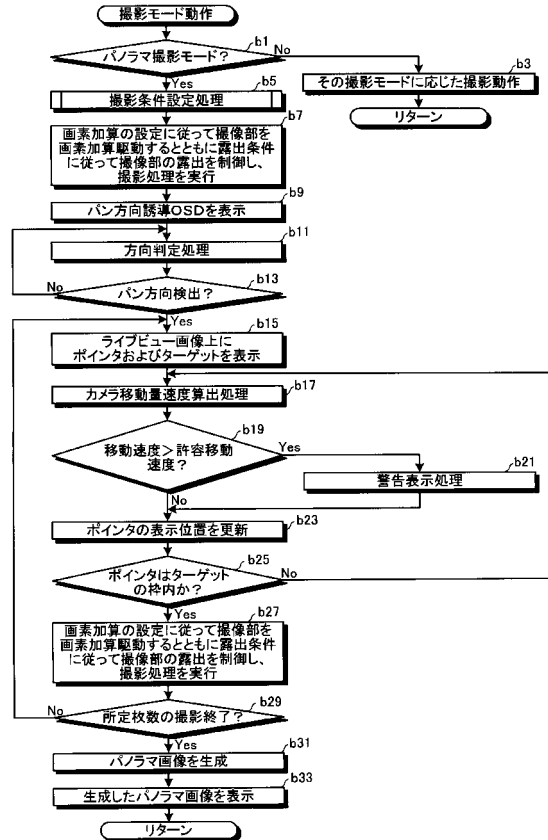 撮影モード動作
b1
パノラマ撮影モード?
No
b3
その撮影モードに応じた撮影動作
リターン
Yes
b5
撮影条件設定処理
b7
画素加算の設定に従って撮像部を
画素加算駆動するとともに露出条件
に従って撮像部の露出を制御し、
撮影処理を実行
b9
パン方向誘導OSDを表示
b11
方向判定処理
b13
No
パン方向検出?
Yes
b15
ライブビュー画像上に
ポインタおよびターゲットを表示
b17
カメラ移動量速度算出処理
b19
移動速度>許容移動
速度?
Yes
b21
警告表示処理
No
b23
ポインタの表示位置を更新
b25
ポインタはターゲット
の枠内か?
No
Yes
b27
画素加算の設定に従って撮像部を
画素加算駆動するとともに露出条件
に従って撮像部の露出を制御し、
撮影処理を実行
b29
No
所定枚数の撮影終了?
Yes
b31
パノラマ画像を生成
b33
生成したパノラマ画像を表示
リターン